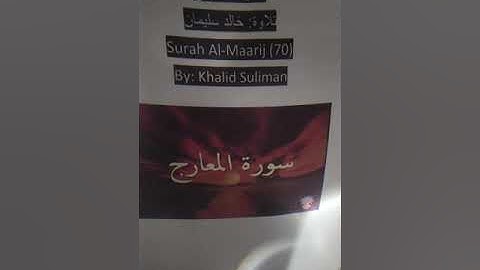 تلاوة: خالد سليمان
Surah Al-Maarij (70)
By: Khalid Suliman
سورة المعارج